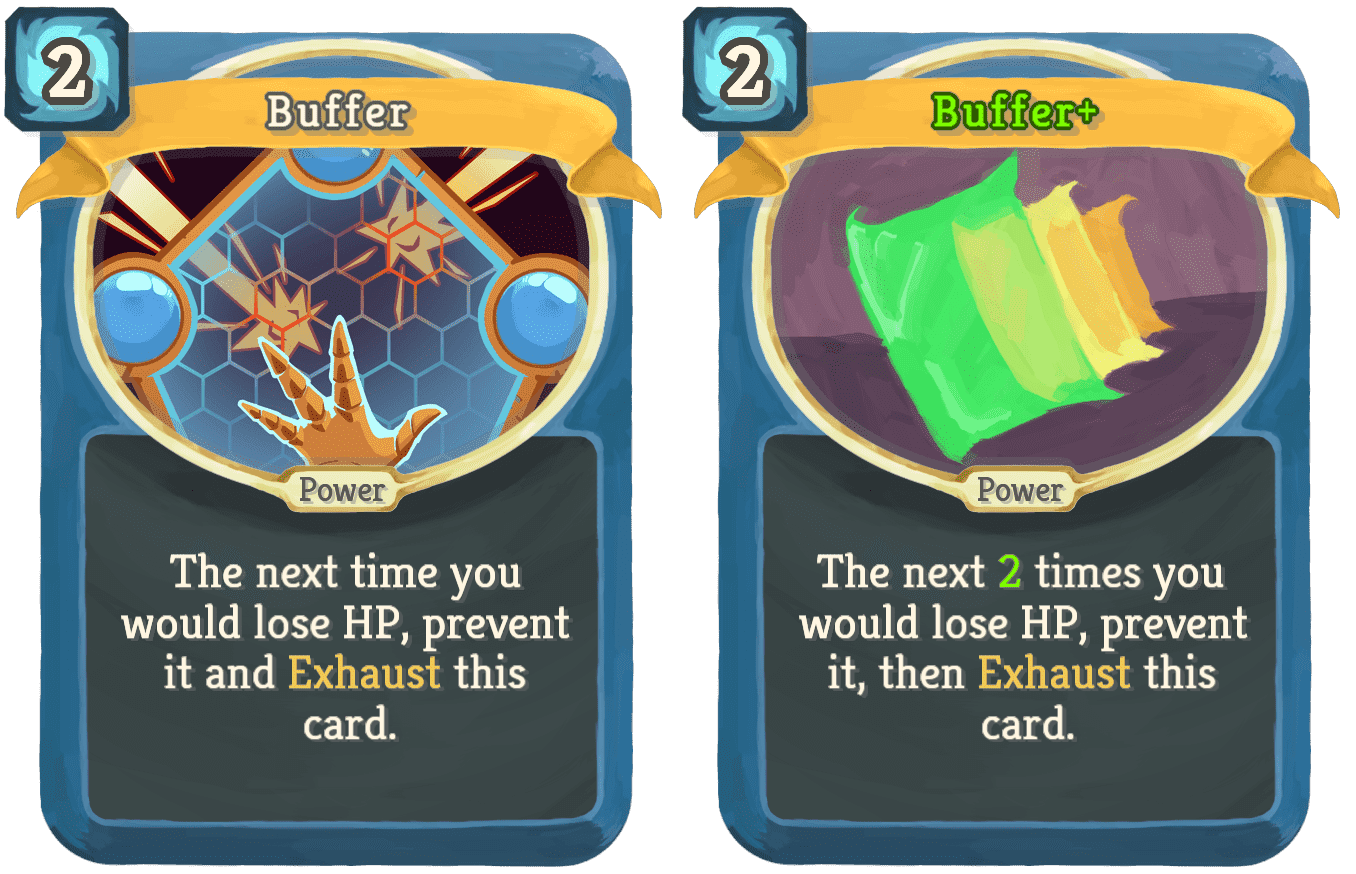 2
Buffer
Power
The next time you
would lose HP, prevent
it and Exhaust this
card.
2
Buffer+
Power
The next 2 times you
would lose HP, prevent
it, then Exhaust this
card.